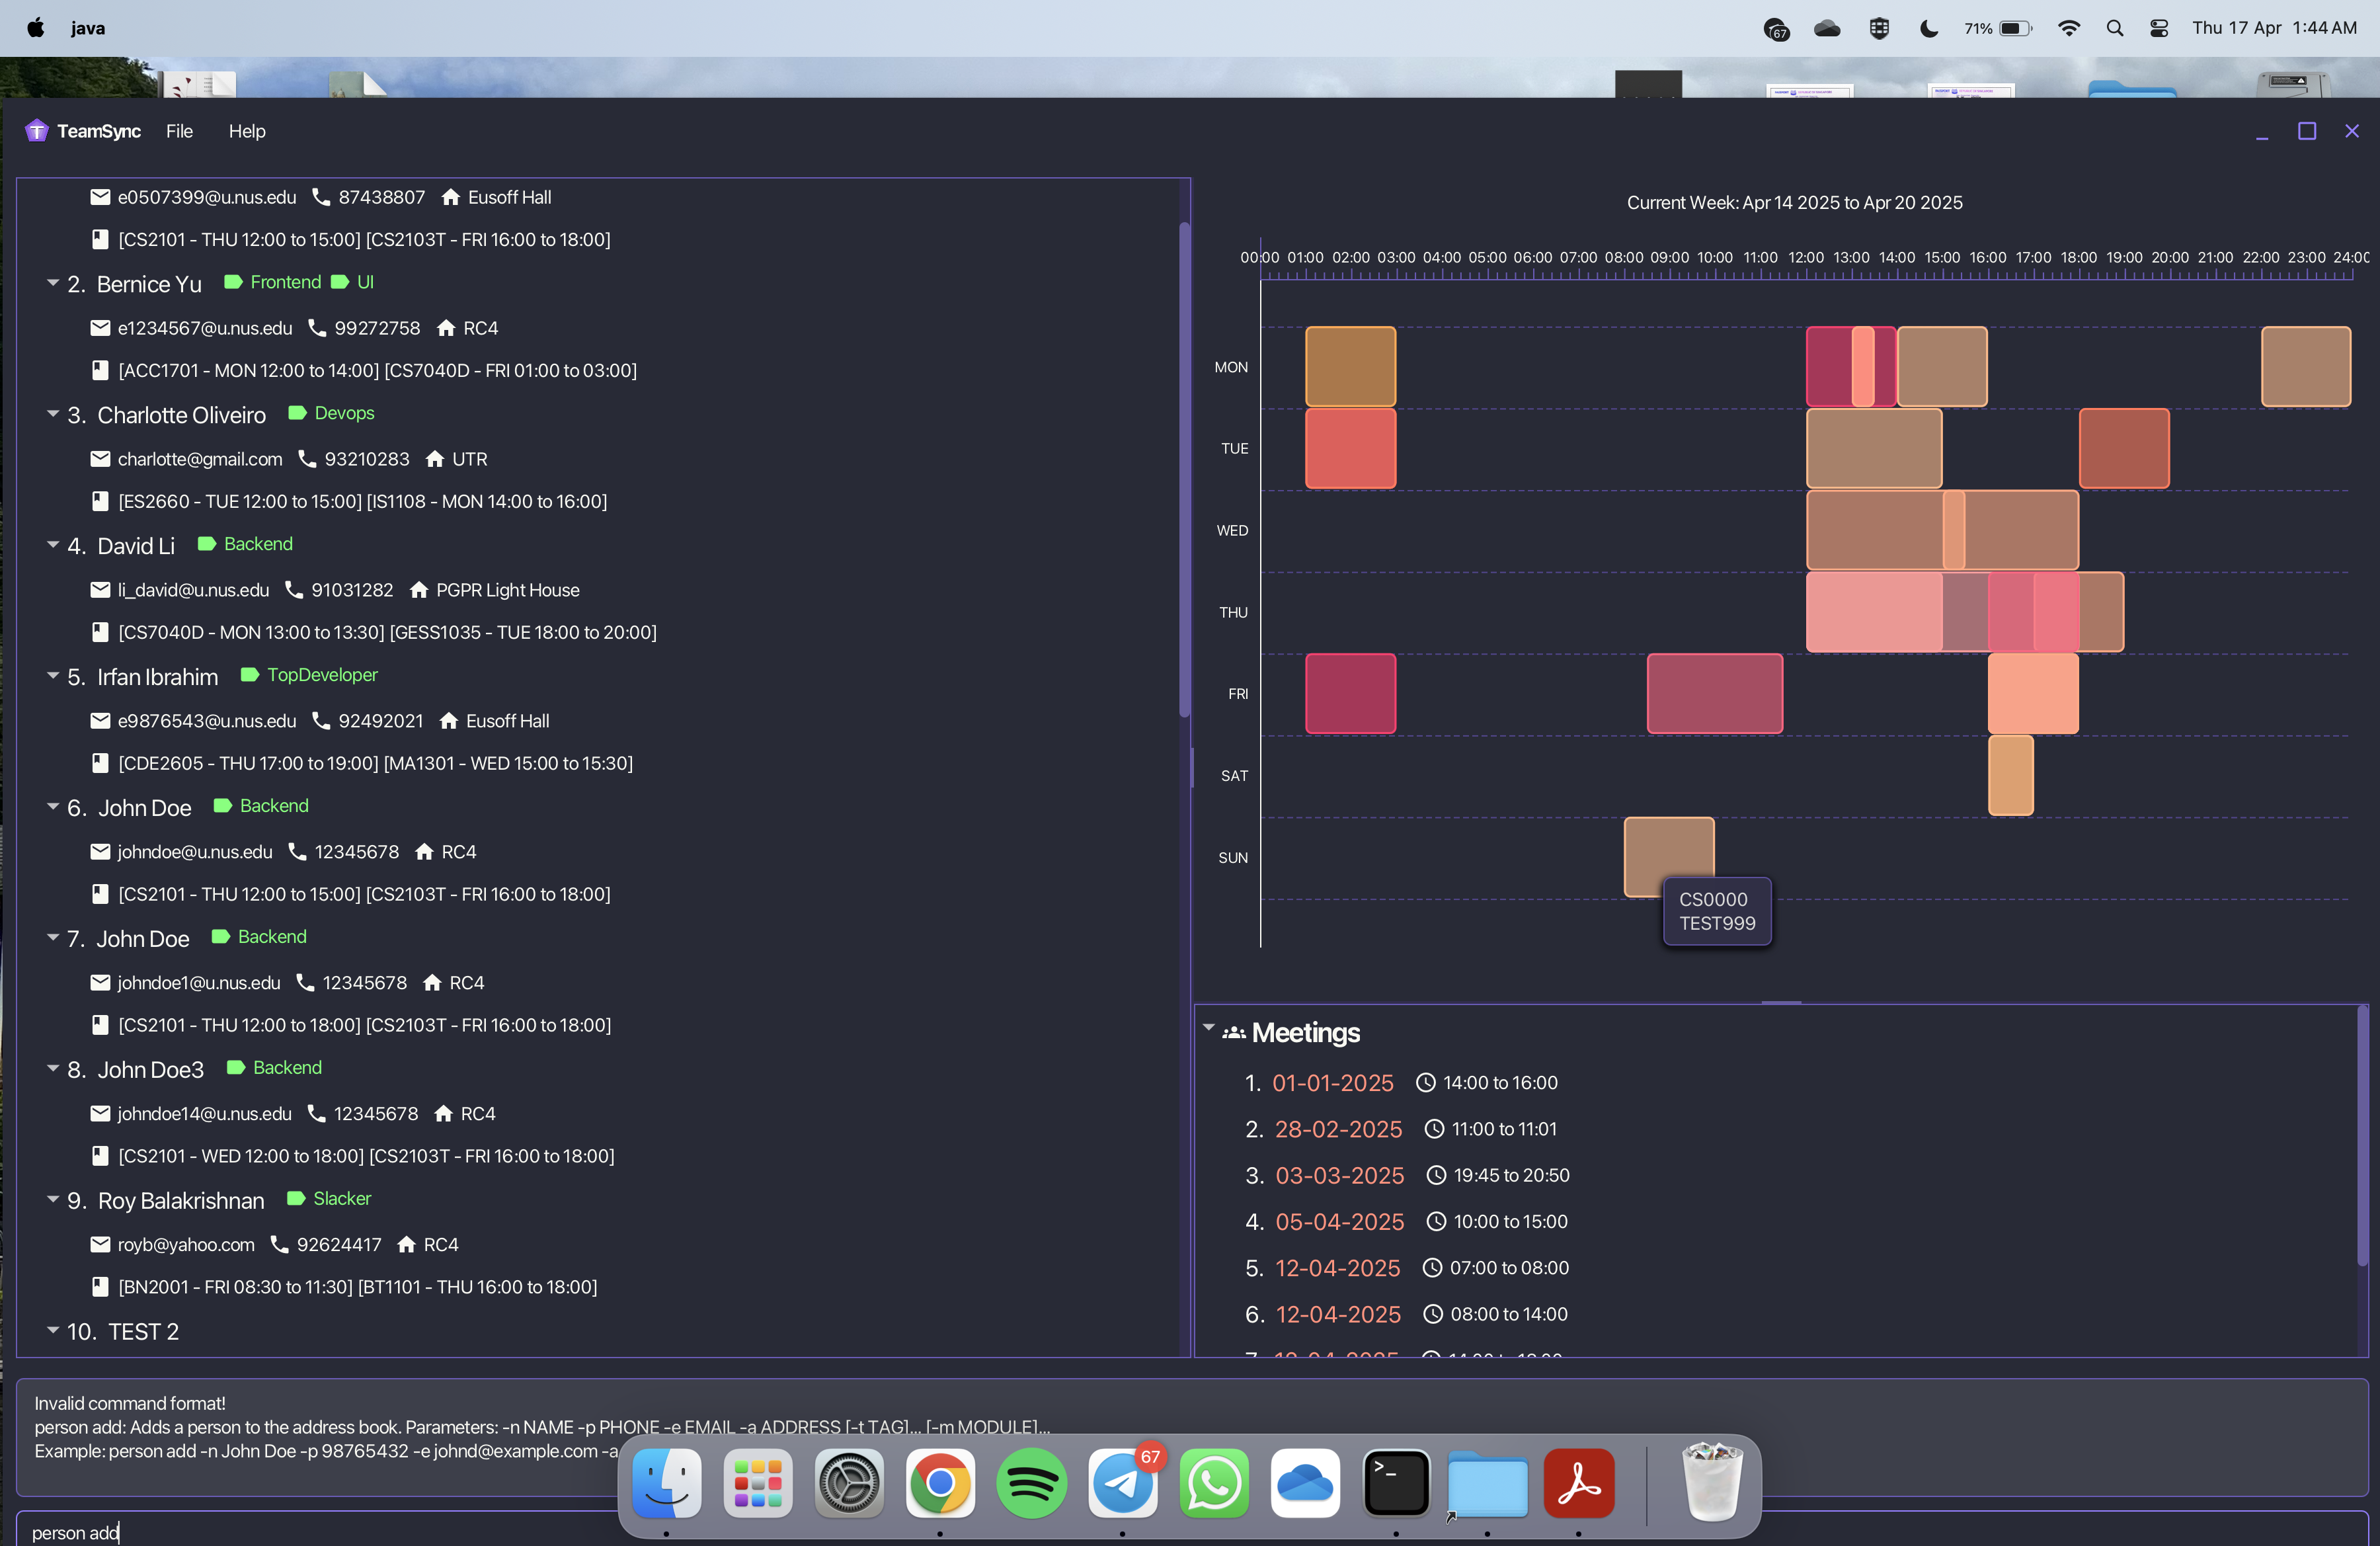 java
67
71%
Thu 17 Apr 1:44 AM
TeamSync File Help
e0507399@u.nus.edu 87438807 Eusoff Hall
[CS2101 - THU 12:00 to 15:00] [CS2103T - FRI 16:00 to 18:00]
2. Bernice Yu Frontend UI
e1234567@u.nus.edu 99272758 RC4
[ACC1701 - MON 12:00 to 14:00] [CS7040D - FRI 01:00 to 03:00]
3. Charlotte Oliveiro Devops
charlotte@gmail.com 93210283 UTR
[ES2660 - TUE 12:00 to 15:00] [IS1108 - MON 14:00 to 16:00]
4. David Li Backend
li_david@u.nus.edu 91031282 PGPR Light House
[CS7040D - MON 13:00 to 13:30] [GESS1035 - TUE 18:00 to 20:00]
5. Irfan Ibrahim TopDeveloper
e9876543@u.nus.edu 92492021 Eusoff Hall
[CDE2605 - THU 17:00 to 19:00] [MA1301 - WED 15:00 to 15:30]
6. John Doe Backend
johndoe@u.nus.edu 12345678 RC4
[CS2101 - THU 12:00 to 15:00] [CS2103T - FRI 16:00 to 18:00]
7. John Doe Backend
johndoe1@u.nus.edu 12345678 RC4
[CS2101 - THU 12:00 to 18:00] [CS2103T - FRI 16:00 to 18:00]
8. John Doe3 Backend
johndoe14@u.nus.edu 12345678 RC4
[CS2101 - WED 12:00 to 18:00] [CS2103T - FRI 16:00 to 18:00]
9. Roy Balakrishnan Slacker
royb@yahoo.com 92624417 RC4
[BN2001 - FRI 08:30 to 11:30] [BT1101 - THU 16:00 to 18:00]
10. TEST 2
Current Week: Apr 14 2025 to Apr 20 2025
00:00 01:00 02:00 03:00 04:00 05:00 06:00 07:00 08:00 09:00 10:00 11:00 12:00 13:00 14:00 15:00 16:00 17:00 18:00 19:00 20:00 21:00 22:00 23:00 24:00
MON
TUE
WED
THU
FRI
SAT
SUN
CS0000
TEST999
Meetings
1. 01-01-2025 14:00 to 16:00
2. 28-02-2025 11:00 to 11:01
3. 03-03-2025 19:45 to 20:50
4. 05-04-2025 10:00 to 15:00
5. 12-04-2025 07:00 to 08:00
6. 12-04-2025 08:00 to 14:00
Invalid command format!
person add: Adds a person to the address book. Parameters: -n NAME -p PHONE -e EMAIL -a ADDRESS [-t TAG]... [-m MODULE]...
Example: person add -n John Doe -p 98765432 -e johnd@example.com -a
67
person add